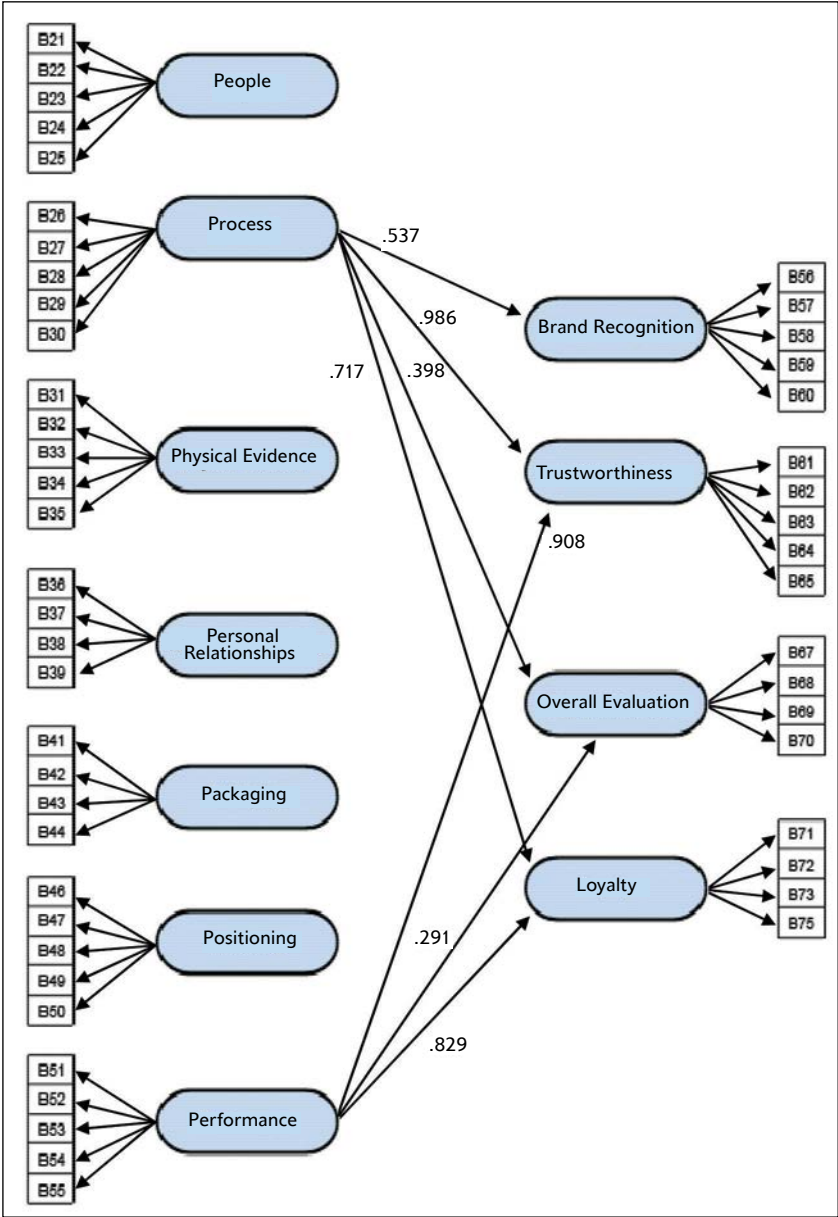 B21
B22
B23
B24
B25
People
B26
B27
B28
B29
B30
Process
B31
B32
B33
B34
B35
Physical Evidence
B36
B37
B38
B39
Personal
Relationships
B41
B42
B43
B44
Packaging
B46
B47
B48
B49
B50
Positioning
B51
B52
B53
B54
B55
Performance
.537
.986
.717
.398
.908
.291
.829
Brand Recognition
B56
B57
B58
B59
B60
Trustworthiness
B61
B62
B63
B64
B65
Overall Evaluation
B67
B68
B69
B70
Loyalty
B71
B72
B73
B75